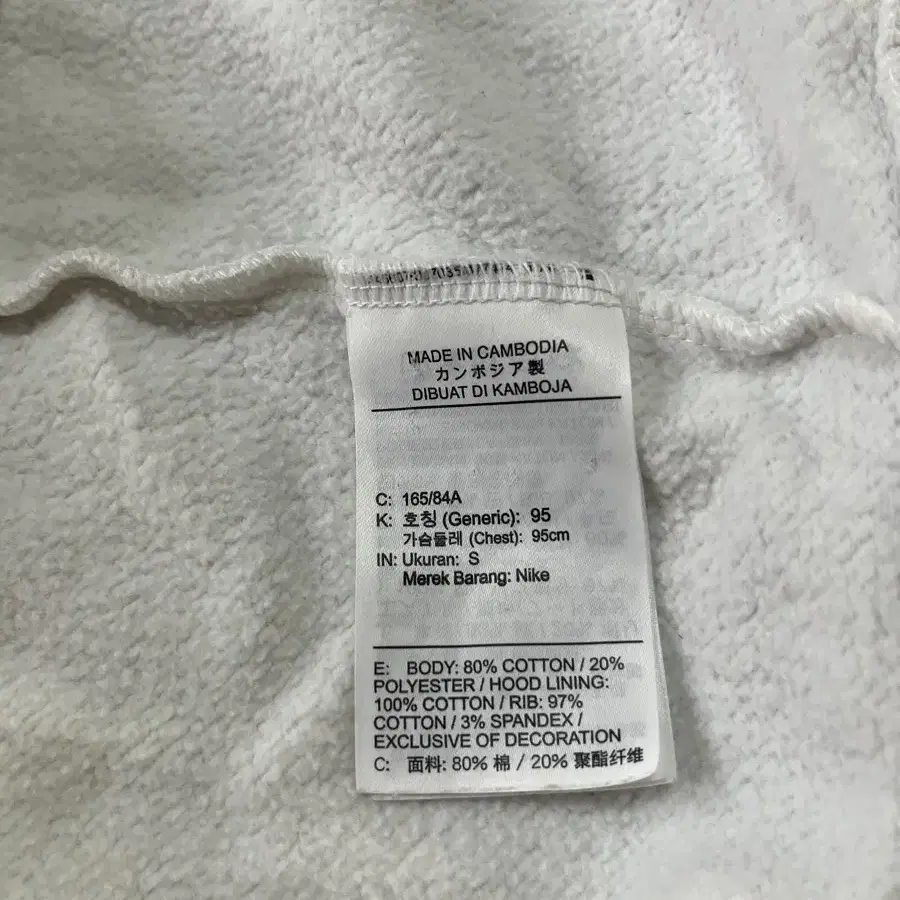 MADE IN CAMBODIA
カンボジア製
DIBUAT DI KAMBOJA
C: 165/84A
K: 호칭 (Generic): 95
가슴둘레 (Chest): 95cm
IN: Ukuran: S
Merek Barang: Nike
E: BODY: 80% COTTON / 20%
POLYESTER / HOOD LINING:
100% COTTON / RIB: 97%
COTTON / 3% SPANDEX /
EXCLUSIVE OF DECORATION
C: 面料: 80% 棉 / 20% 聚酯纤维